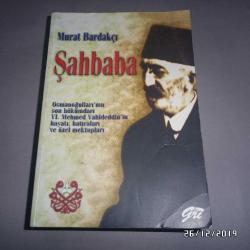 Murat Bardakçı
Şahbaba
Osmanoğulları'nın
son hükümdarı
VI. Mehmed Vahideddin'in
hayatı, hatıraları
ve özel mektupları
gri
26/12/2019